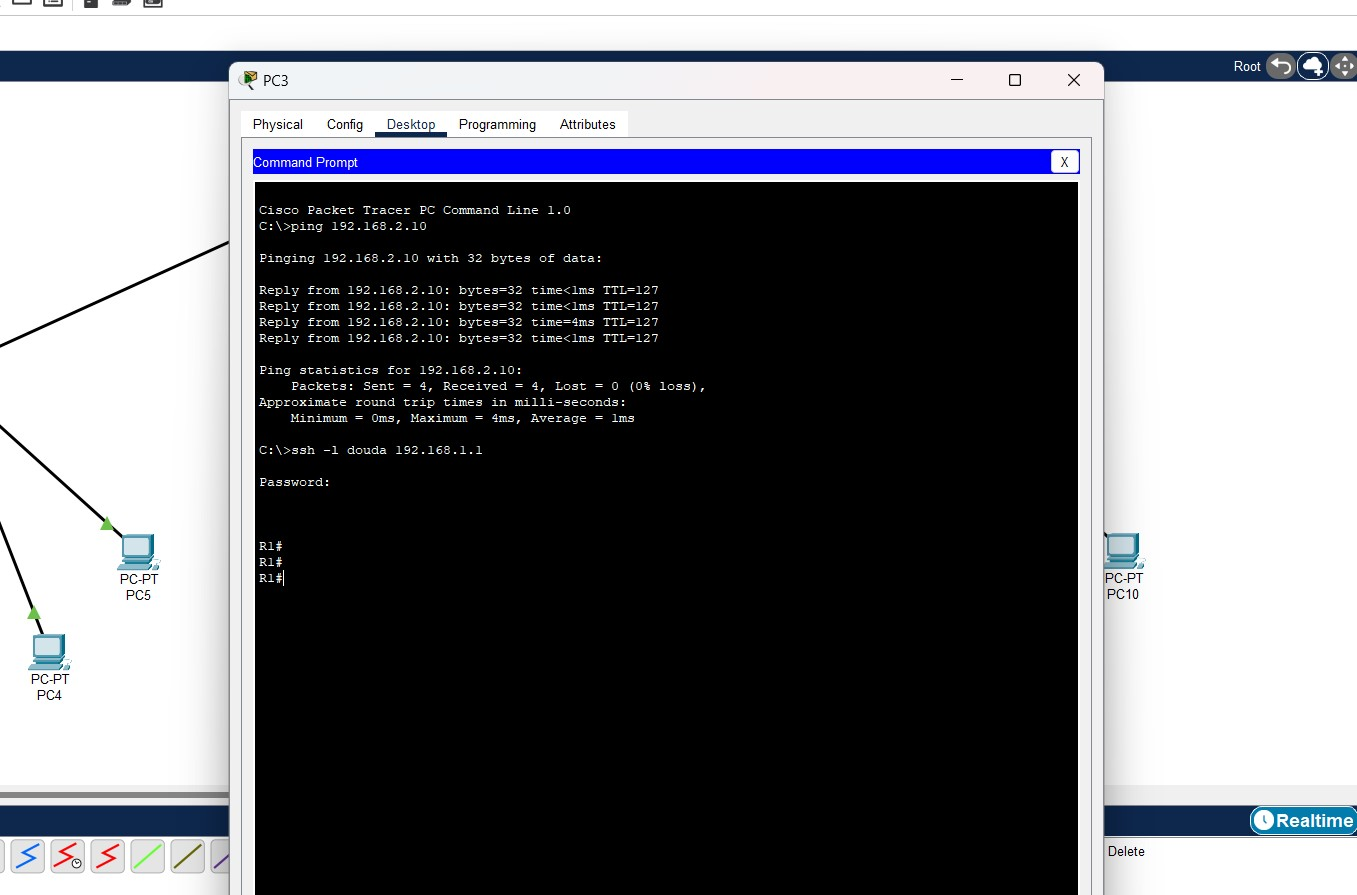 Root
PC3
Physical Config Desktop Programming Attributes
Command Prompt X
Cisco Packet Tracer PC Command Line 1.0
C:\>ping 192.168.2.10
Pinging 192.168.2.10 with 32 bytes of data:
Reply from 192.168.2.10: bytes=32 time<1ms TTL=127
Reply from 192.168.2.10: bytes=32 time<1ms TTL=127
Reply from 192.168.2.10: bytes=32 time=4ms TTL=127
Reply from 192.168.2.10: bytes=32 time<1ms TTL=127
Ping statistics for 192.168.2.10:
Packets: Sent = 4, Received = 4, Lost = 0 (0% loss),
Approximate round trip times in milli-seconds:
Minimum = 0ms, Maximum = 4ms, Average = 1ms
C:\>ssh -l douda 192.168.1.1
Password:
R1#
R1#
R1#
PC-PT
PC5
PC-PT
PC4
PC-PT
PC10
Realtime
Delete